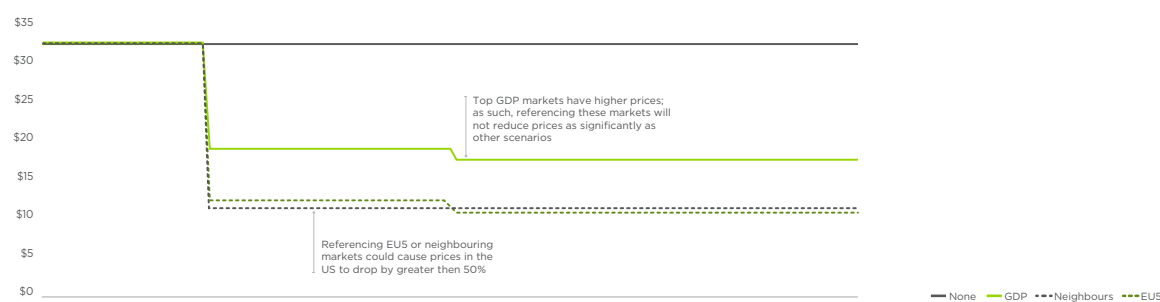 $35
$30
$25
$20
$15
$10
$5
$0
Top GDP markets have higher prices;
as such, referencing these markets will
not reduce prices as significantly as
other scenarios
Referencing EU5 or neighbouring
markets could cause prices in the
US to drop by greater then 50%
None GDP Neighbours EU5